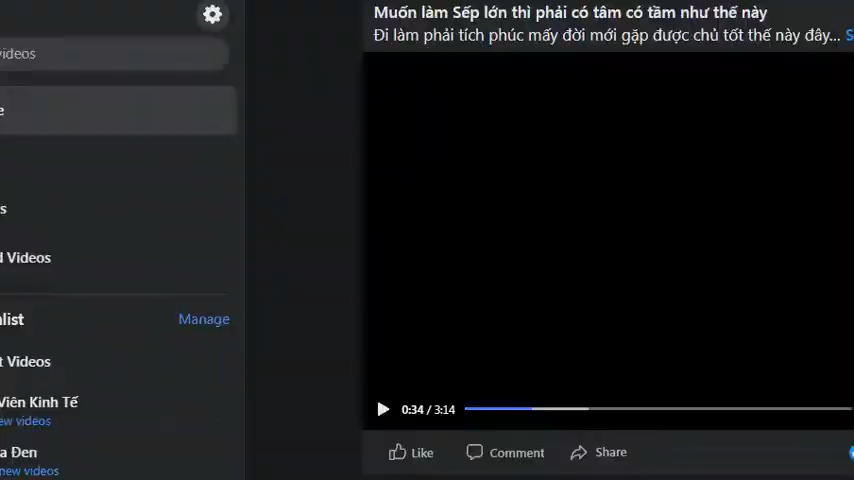 Muốn làm Sếp lớn thì phải có tâm có tầm như thế này
Đi làm phải tích phúc mấy đời mới gặp được chủ tốt thế này đây...
videos
d Videos
Manage
t Videos
Viên Kinh Tế
ew videos
a Đen
new videos
0:34 / 3:14
Like
Comment
Share